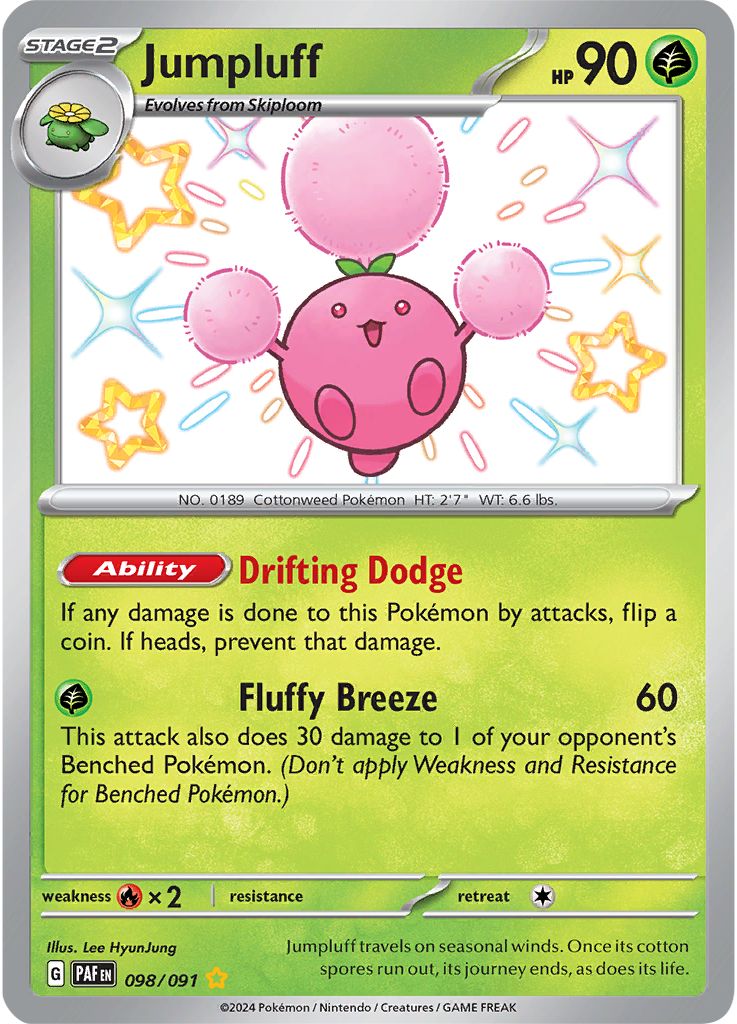 STAGE2
Jumpluff
HP 90
Evolves from Skiploom
NO. 0189 Cottonweed Pokémon HT: 2'7" WT: 6.6 lbs.
Ability Drifting Dodge
If any damage is done to this Pokémon by attacks, flip a
coin. If heads, prevent that damage.
Fluffy Breeze 60
This attack also does 30 damage to 1 of your opponent's
Benched Pokémon. (Don't apply Weakness and Resistance
for Benched Pokémon.)
weakness ×2 resistance retreat
Illus. Lee HyunJung
G PAF EN 098/091
Jumpluff travels on seasonal winds. Once its cotton
spores run out, its journey ends, as does its life.
©2024 Pokémon / Nintendo / Creatures / GAME FREAK